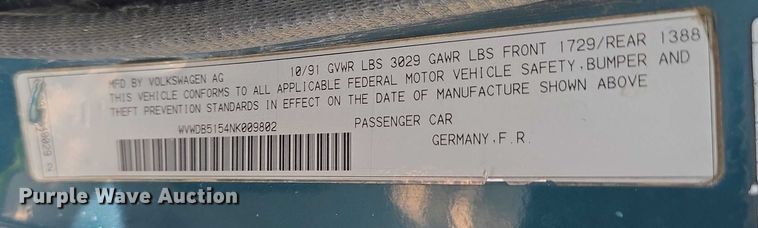 MFD BY VOLKSWAGEN AG 10/91 GVWR LBS 3029 GAWR LBS FRONT 1729/REAR 1388
THIS VEHICLE CONFORMS TO ALL APPLICABLE FEDERAL MOTOR VEHICLE SAFETY, BUMPER AND
THEFT PREVENTION STANDARDS IN EFFECT ON THE DATE OF MANUFACTURE SHOWN ABOVE
WVWDB5154NK009802 PASSENGER CAR
GERMANY, F.R.
Purple Wave Auction